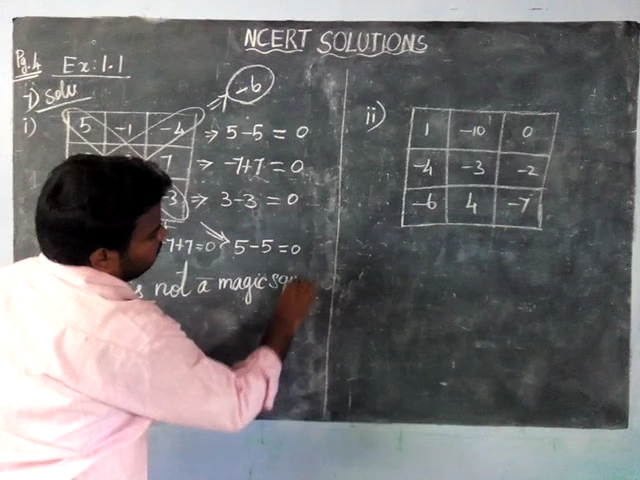 NCERT SOLUTIONS
Pg.4 Ex:1.1
-6
7) Solu
i)
5 -1 -4 ⇒ 5-5 = 0
7 ⇒ -7+7 = 0
-3 ⇒ 3-3 = 0
-7+7=0 5-5=0
not a magic
ii)
1 -10 0
-4 -3 -2
-6 4 -7